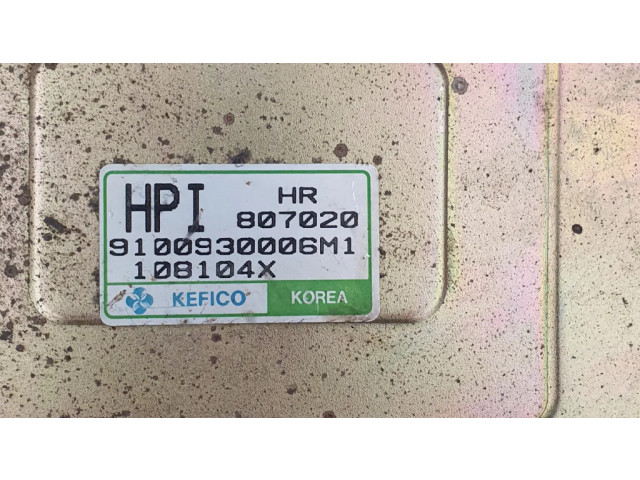 HPI HR
807020
9100930006M1
108104X
KEFICO KOREA